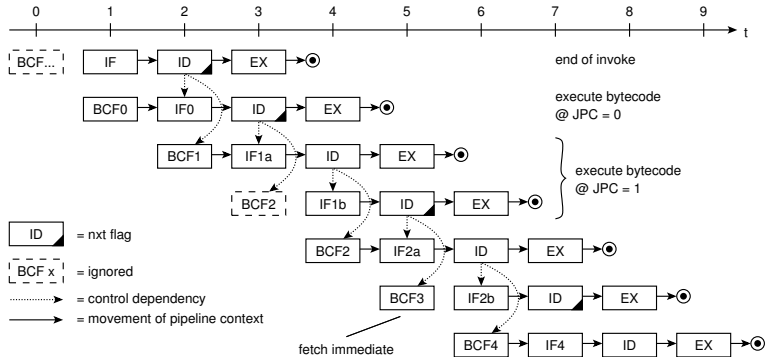 0 1 2 3 4 5 6 7 8 9
t
BCF... IF ID EX end of invoke
BCF0 IF0 ID EX execute bytecode
@ JPC = 0
BCF1 IF1a ID EX execute bytecode
@ JPC = 1
BCF2 IF1b ID EX
ID = nxt flag
BCF2 IF2a ID EX
BCF x = ignored
= control dependency
BCF3 IF2b ID EX
= movement of pipeline context
fetch immediate
BCF4 IF4 ID EX